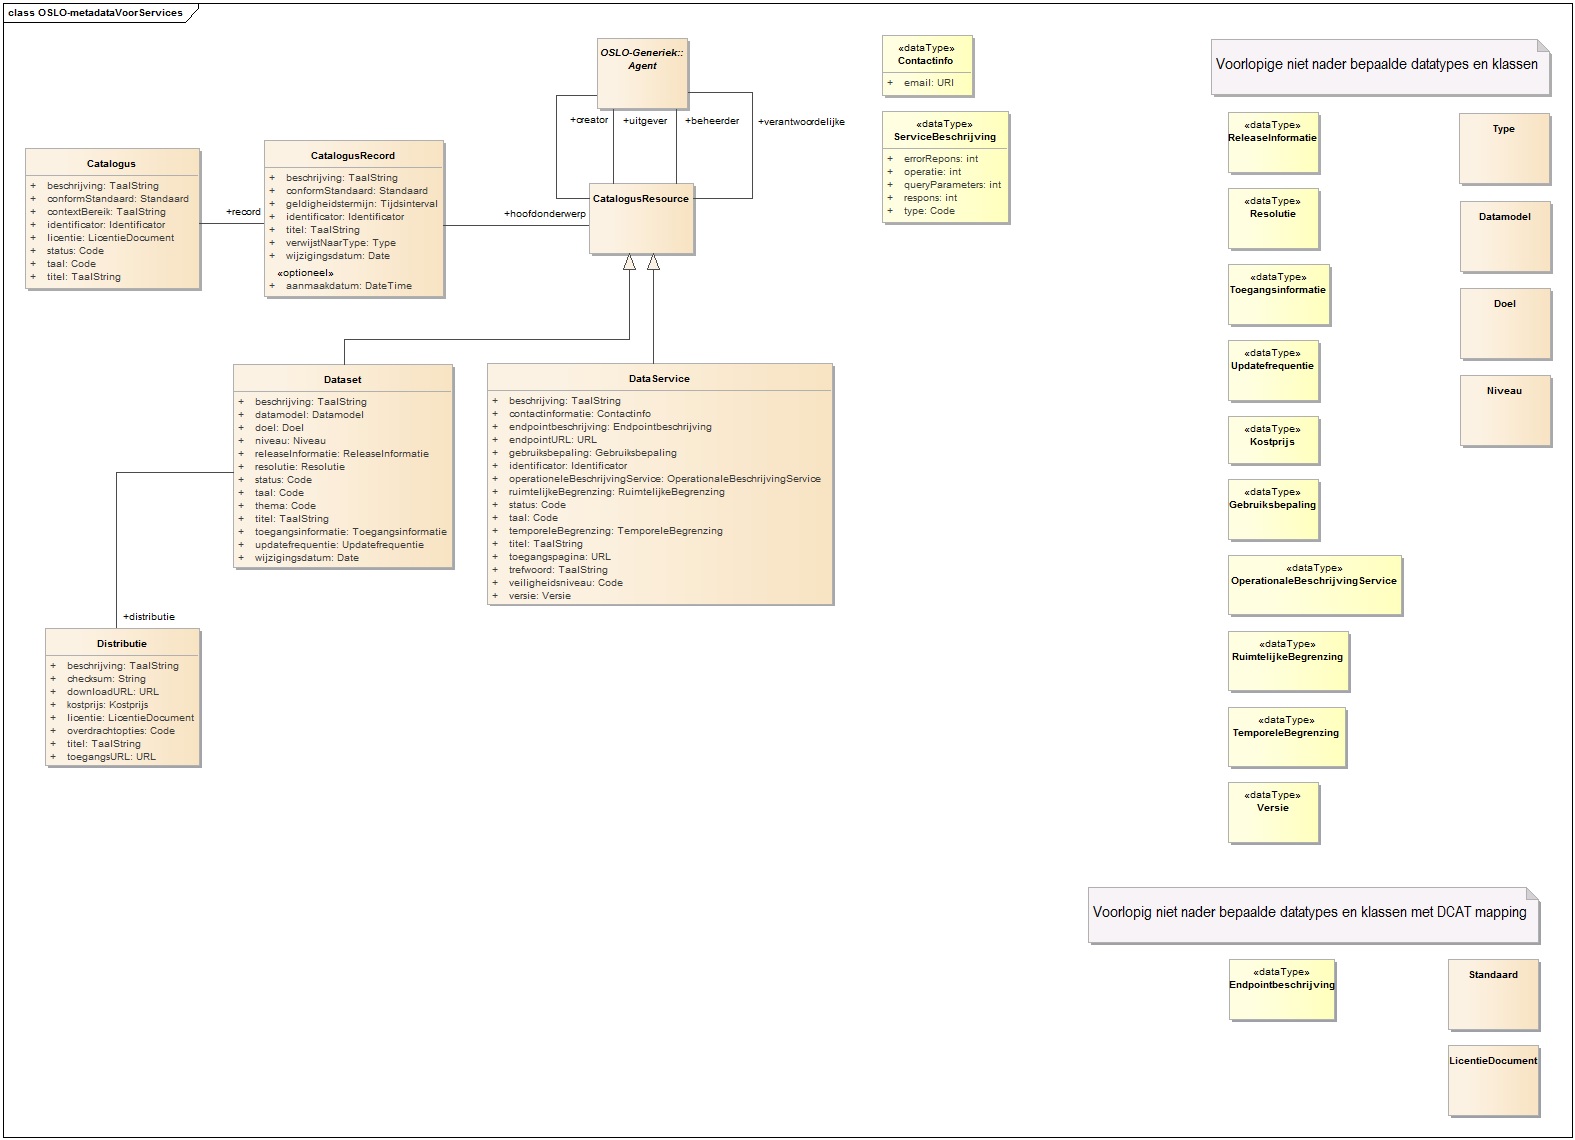 class OSLO-metadataVoorServices
OSLO-Generiek::
Agent
+creator
+uitgever
+beheerder
+verantwoordelijke
Catalogus
+ beschrijving: TaalString
+ conformStandaard: Standaard
+ contextBereik: TaalString
+ identificator: Identificator
+ licentie: LicentieDocument
+ status: Code
+ taal: Code
+ titel: TaalString
+record
CatalogusRecord
+ beschrijving: TaalString
+ conformStandaard: Standaard
+ geldigheidstermijn: Tijdsinterval
+ identificator: Identificator
+ titel: TaalString
+ verwijstNaarType: Type
+ wijzigingsdatum: Date
«optioneel»
+ aanmaakdatum: DateTime
+hoofdonderwerp
CatalogusResource
Dataset
+ beschrijving: TaalString
+ datamodel: Datamodel
+ doel: Doel
+ niveau: Niveau
+ releaseInformatie: ReleaseInformatie
+ resolutie: Resolutie
+ status: Code
+ taal: Code
+ thema: Code
+ titel: TaalString
+ toegangsinformatie: Toegangsinformatie
+ updatefrequentie: Updatefrequentie
+ wijzigingsdatum: Date
DataService
+ beschrijving: TaalString
+ contactinformatie: Contactinfo
+ endpointbeschrijving: Endpointbeschrijving
+ endpointURL: URL
+ gebruiksbepaling: Gebruiksbepaling
+ identificator: Identificator
+ operationeleBeschrijvingService: OperationaleBeschrijvingService
+ ruimtelijkeBegrenzing: RuimtelijkeBegrenzing
+ status: Code
+ taal: Code
+ temporeleBegrenzing: TemporeleBegrenzing
+ titel: TaalString
+ toegangspagina: URL
+ trefwoord: TaalString
+ veiligheidsniveau: Code
+ versie: Versie
+distributie
Distributie
+ beschrijving: TaalString
+ checksum: String
+ downloadURL: URL
+ kostprijs: Kostprijs
+ licentie: LicentieDocument
+ overdrachtopties: Code
+ titel: TaalString
+ toegangsURL: URL
«dataType»
Contactinfo
+ email: URI
«dataType»
ServiceBeschrijving
+ errorRepons: int
+ operatie: int
+ queryParameters: int
+ respons: int
+ type: Code
Voorlopige niet nader bepaalde datatypes en klassen
«dataType»
ReleaseInformatie
«dataType»
Resolutie
«dataType»
Toegangsinformatie
«dataType»
Updatefrequentie
«dataType»
Kostprijs
«dataType»
Gebruiksbepaling
«dataType»
OperationaleBeschrijvingService
«dataType»
RuimtelijkeBegrenzing
«dataType»
TemporeleBegrenzing
«dataType»
Versie
Type
Datamodel
Doel
Niveau
Voorlopig niet nader bepaalde datatypes en klassen met DCAT mapping
«dataType»
Endpointbeschrijving
Standaard
LicentieDocument